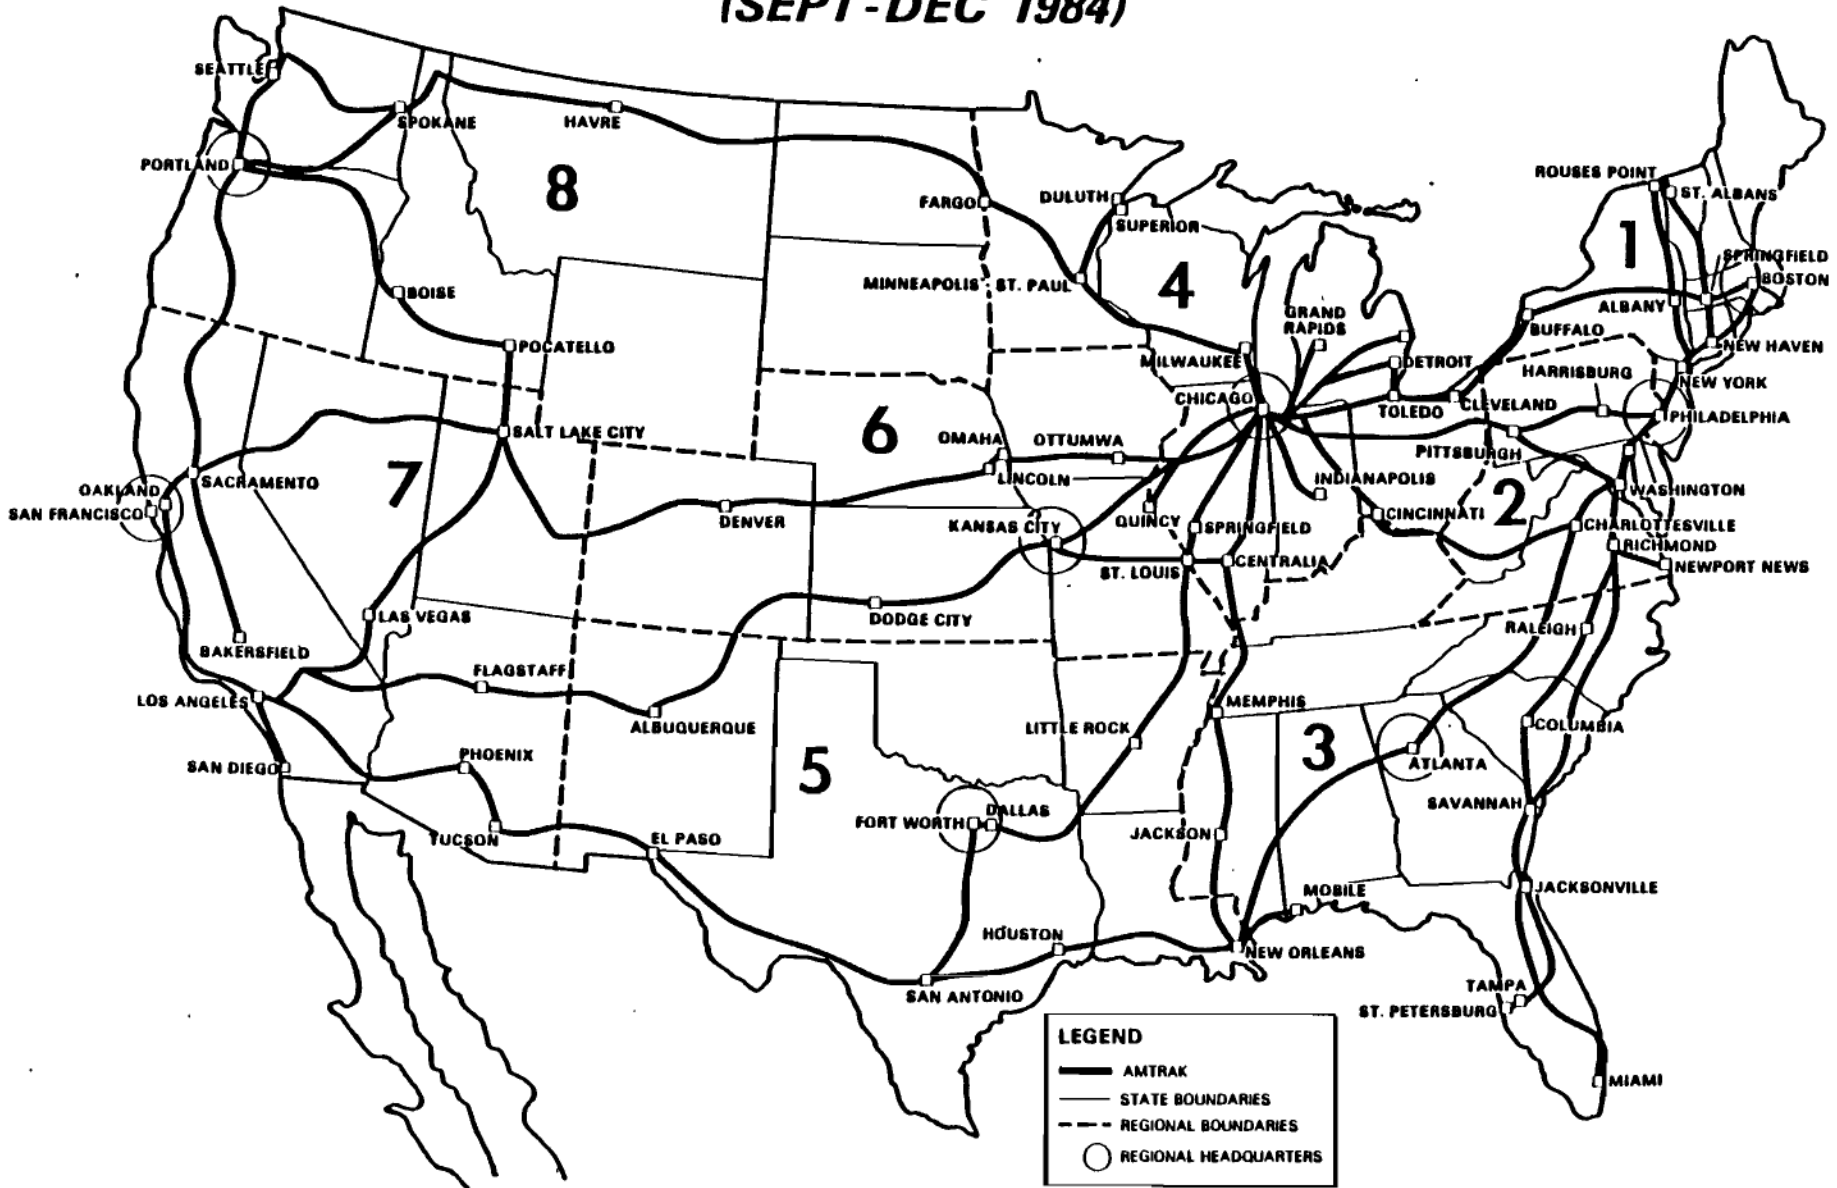 (SEPT-DEC 1984)
SEATTLE
SPOKANE
HAVRE
PORTLAND
8
FARGO
DULUTH
SUPERIOR
ROUSES POINT
ST. ALBANS
1
SPRINGFIELD
BOSTON
ALBANY
BUFFALO
NEW HAVEN
MINNEAPOLIS ST. PAUL
4
GRAND
RAPIDS
BOISE
POCATELLO
MILWAUKEE
DETROIT
HARRISBURG
NEW YORK
CHICAGO
TOLEDO
CLEVELAND
PHILADELPHIA
SALT LAKE CITY
6
OMAHA
OTTUMWA
PITTSBURGH
7
SACRAMENTO
LINCOLN
INDIANAPOLIS
2
WASHINGTON
OAKLAND
SAN FRANCISCO
DENVER
KANSAS CITY
QUINCY
SPRINGFIELD
CINCINNATI
CHARLOTTESVILLE
RICHMOND
ST. LOUIS
CENTRALIA
NEWPORT NEWS
LAS VEGAS
DODGE CITY
RALEIGH
BAKERSFIELD
FLAGSTAFF
LOS ANGELES
ALBUQUERQUE
MEMPHIS
LITTLE ROCK
COLUMBIA
SAN DIEGO
PHOENIX
5
3
ATLANTA
SAVANNAH
FORT WORTH
DALLAS
TUCSON
EL PASO
JACKSON
MOBILE
JACKSONVILLE
HOUSTON
NEW ORLEANS
SAN ANTONIO
TAMPA
ST. PETERSBURG
MIAMI
LEGEND
AMTRAK
STATE BOUNDARIES
REGIONAL BOUNDARIES
REGIONAL HEADQUARTERS